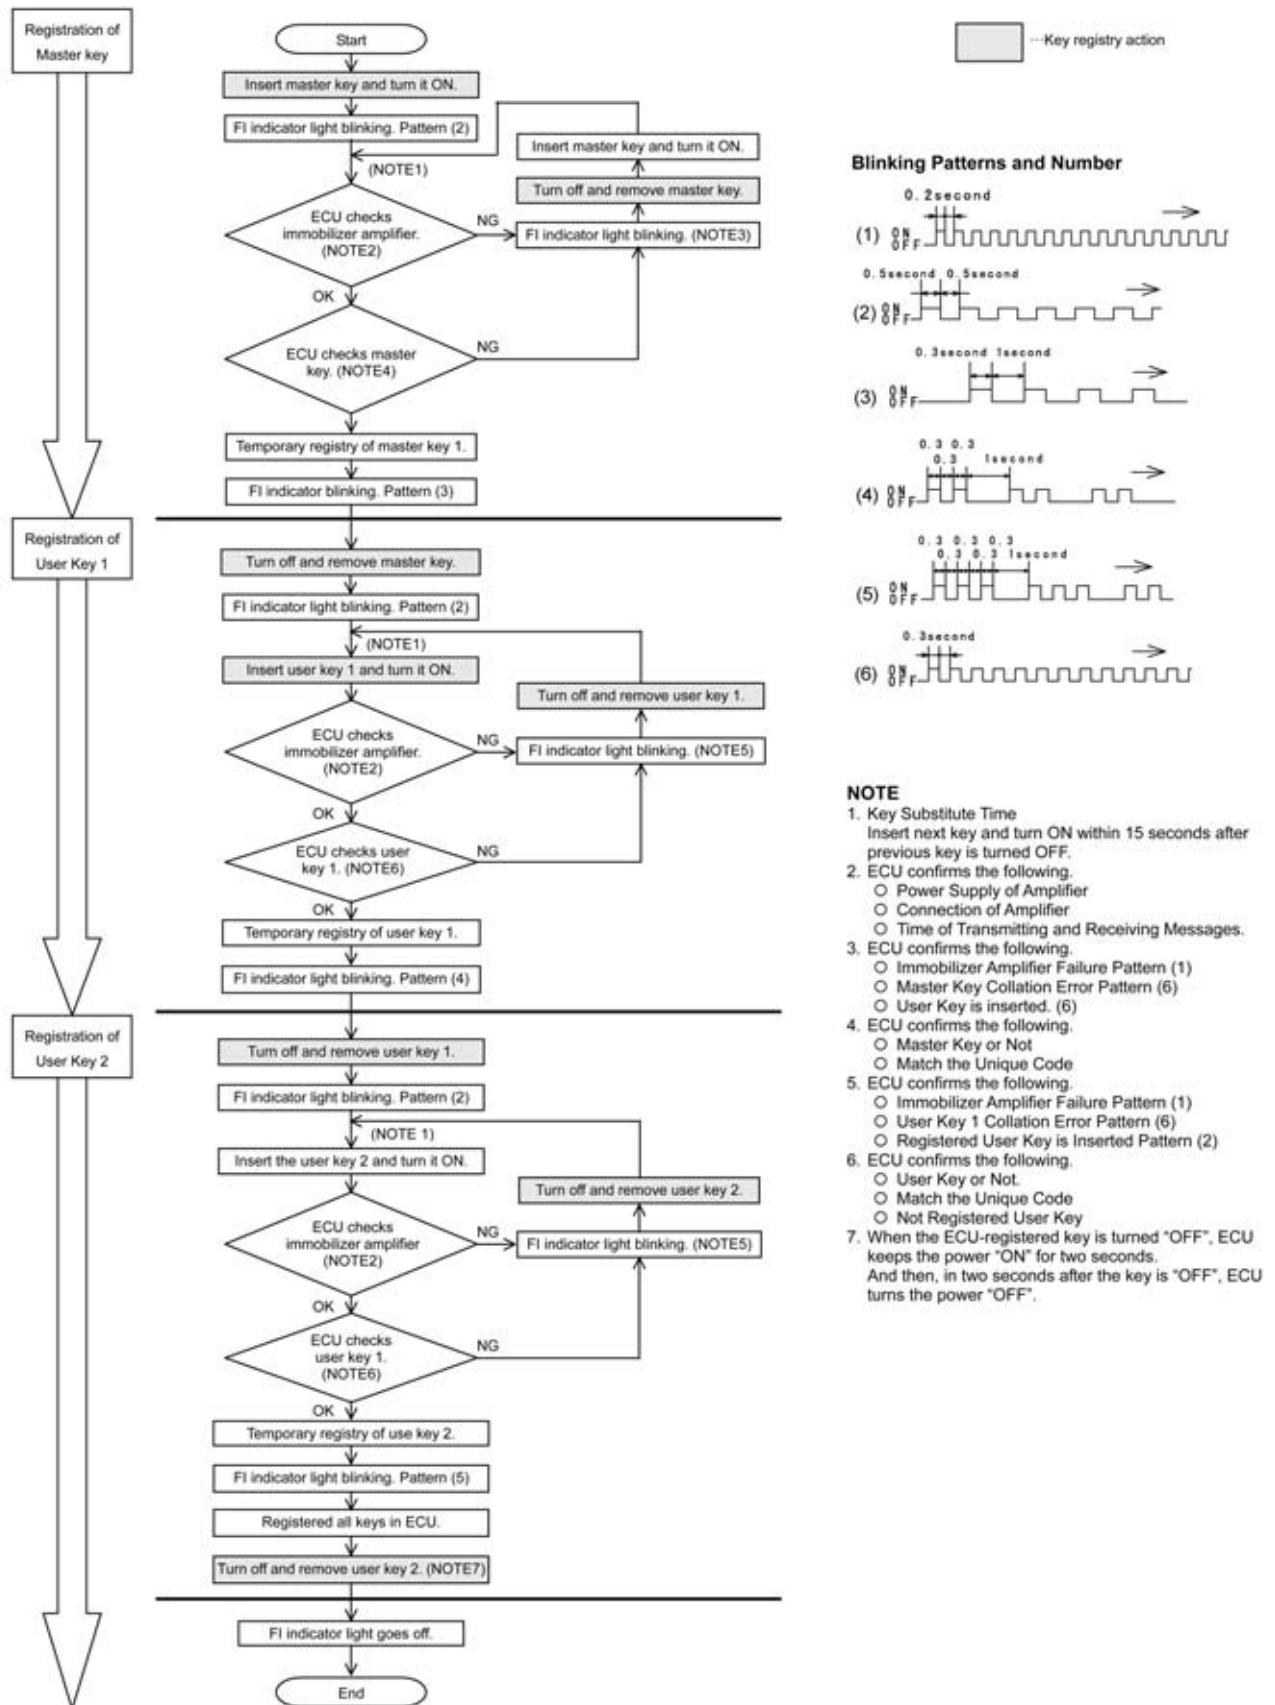 Registration of
Master key
Start
Insert master key and turn it ON.
FI indicator light blinking. Pattern (2)
(NOTE1)
Insert master key and turn it ON.
Turn off and remove master key.
ECU checks
immobilizer amplifier.
(NOTE2)
NG
FI indicator light blinking. (NOTE3)
OK
ECU checks master
key. (NOTE4)
NG
Temporary registry of master key 1.
FI indicator blinking. Pattern (3)
Registration of
User Key 1
Turn off and remove master key.
FI indicator light blinking. Pattern (2)
(NOTE1)
Insert user key 1 and turn it ON.
Turn off and remove user key 1.
ECU checks
immobilizer amplifier.
(NOTE2)
NG
FI indicator light blinking. (NOTE5)
OK
ECU checks user
key 1. (NOTE6)
NG
OK
Temporary registry of user key 1.
FI indicator light blinking. Pattern (4)
Registration of
User Key 2
Turn off and remove user key 1.
FI indicator light blinking. Pattern (2)
(NOTE 1)
Insert the user key 2 and turn it ON.
Turn off and remove user key 2.
ECU checks
immobilizer amplifier
(NOTE2)
NG
FI indicator light blinking. (NOTE5)
OK
ECU checks
user key 1.
(NOTE6)
NG
OK
Temporary registry of use key 2.
FI indicator light blinking. Pattern (5)
Registered all keys in ECU.
Turn off and remove user key 2. (NOTE7)
FI indicator light goes off.
End
···Key registry action
Blinking Patterns and Number
0.2second
(1) ON
OFF
0.5second 0.5second
(2) ON
OFF
0.3second 1second
(3) ON
OFF
0.3 0.3
0.3 1second
(4) ON
OFF
0.3 0.3 0.3
0.3 0.3 1second
(5) ON
OFF
0.3second
(6) ON
OFF
NOTE
1. Key Substitute Time
Insert next key and turn ON within 15 seconds after
previous key is turned OFF.
2. ECU confirms the following.
○ Power Supply of Amplifier
○ Connection of Amplifier
○ Time of Transmitting and Receiving Messages.
3. ECU confirms the following.
○ Immobilizer Amplifier Failure Pattern (1)
○ Master Key Collation Error Pattern (6)
○ User Key is inserted. (6)
4. ECU confirms the following.
○ Master Key or Not
○ Match the Unique Code
5. ECU confirms the following.
○ Immobilizer Amplifier Failure Pattern (1)
○ User Key 1 Collation Error Pattern (6)
○ Registered User Key is Inserted Pattern (2)
6. ECU confirms the following.
○ User Key or Not.
○ Match the Unique Code
○ Not Registered User Key
7. When the ECU-registered key is turned “OFF”, ECU
keeps the power “ON” for two seconds.
And then, in two seconds after the key is “OFF”, ECU
turns the power “OFF”.